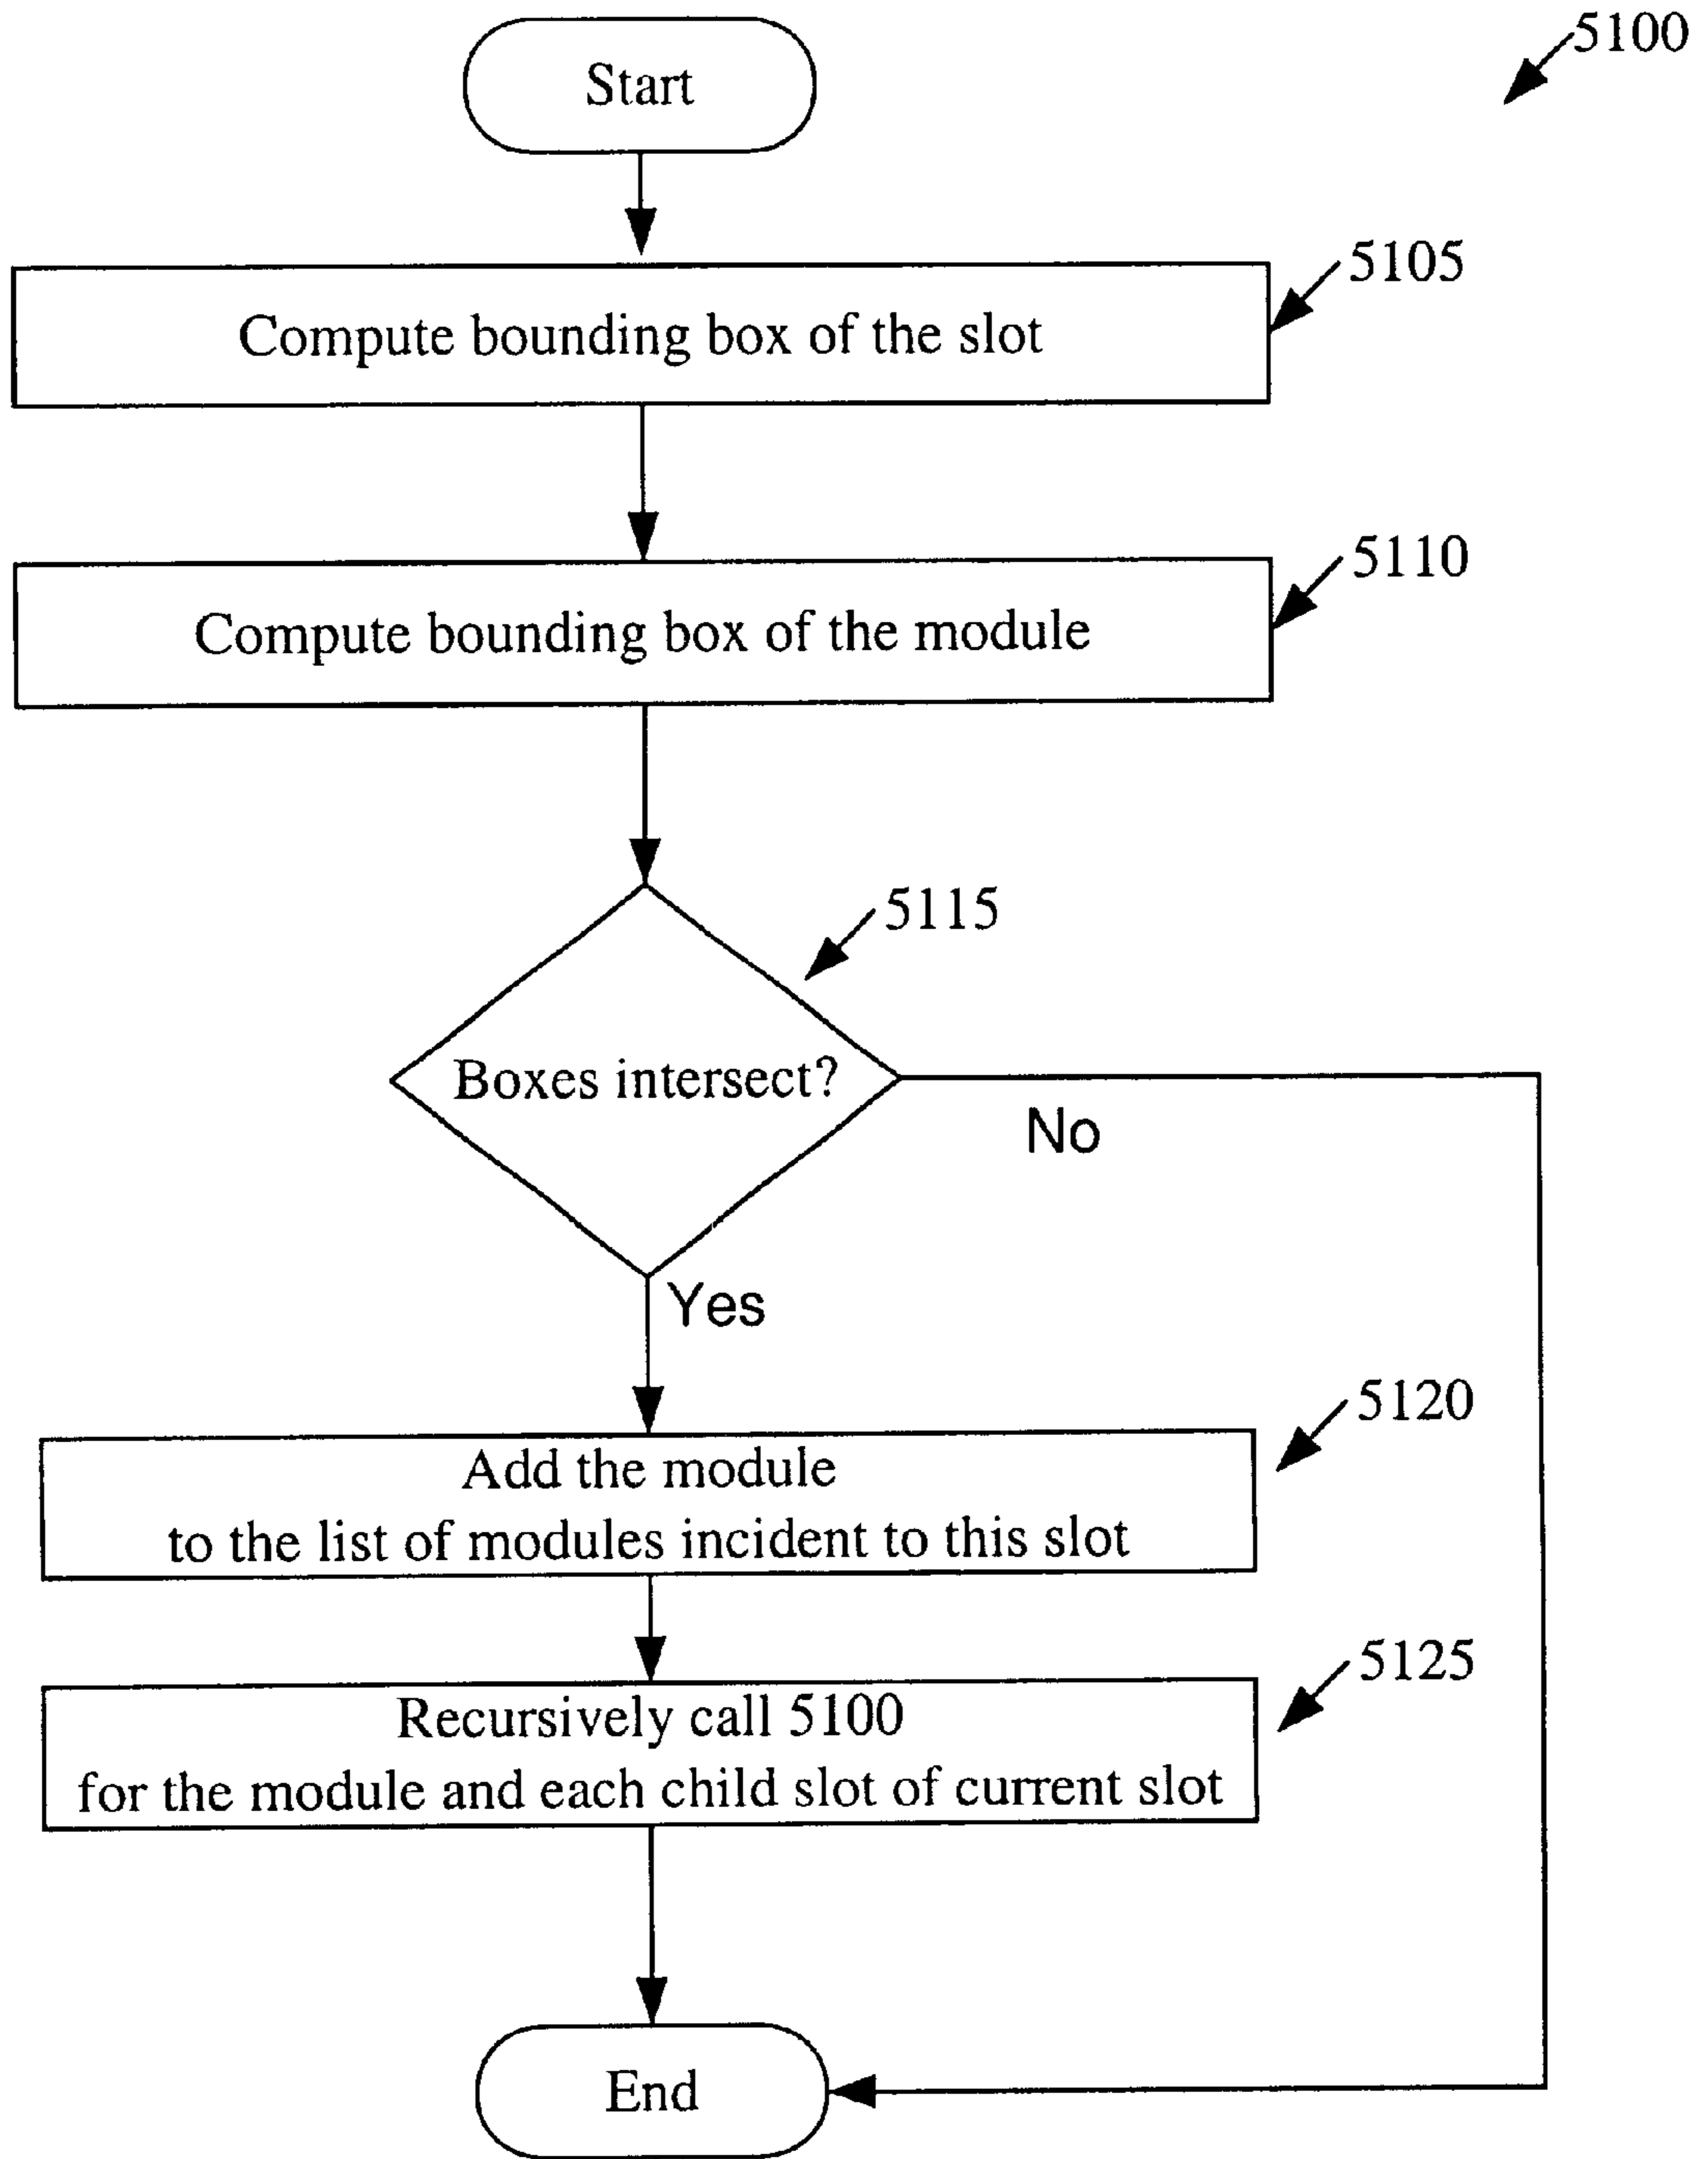 5100
Start
5105
Compute bounding box of the slot
5110
Compute bounding box of the module
5115
Boxes intersect?
No
Yes
5120
Add the module
to the list of modules incident to this slot
5125
Recursively call 5100
for the module and each child slot of current slot
End